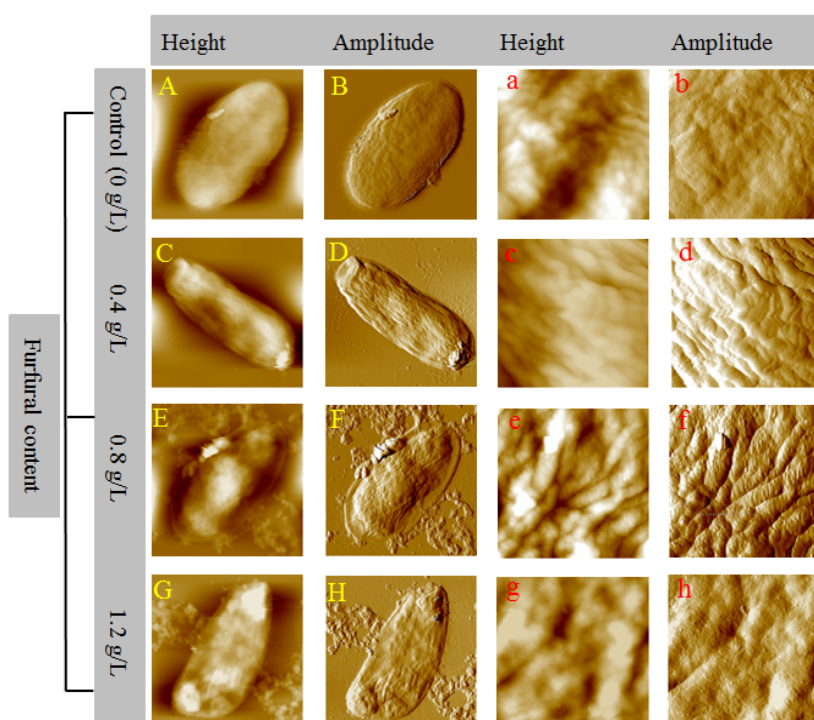 Height Amplitude Height Amplitude
Furfural content
Control (0 g/L)
A B a b
0.4 g/L
C D c d
0.8 g/L
E F e f
1.2 g/L
G H g h